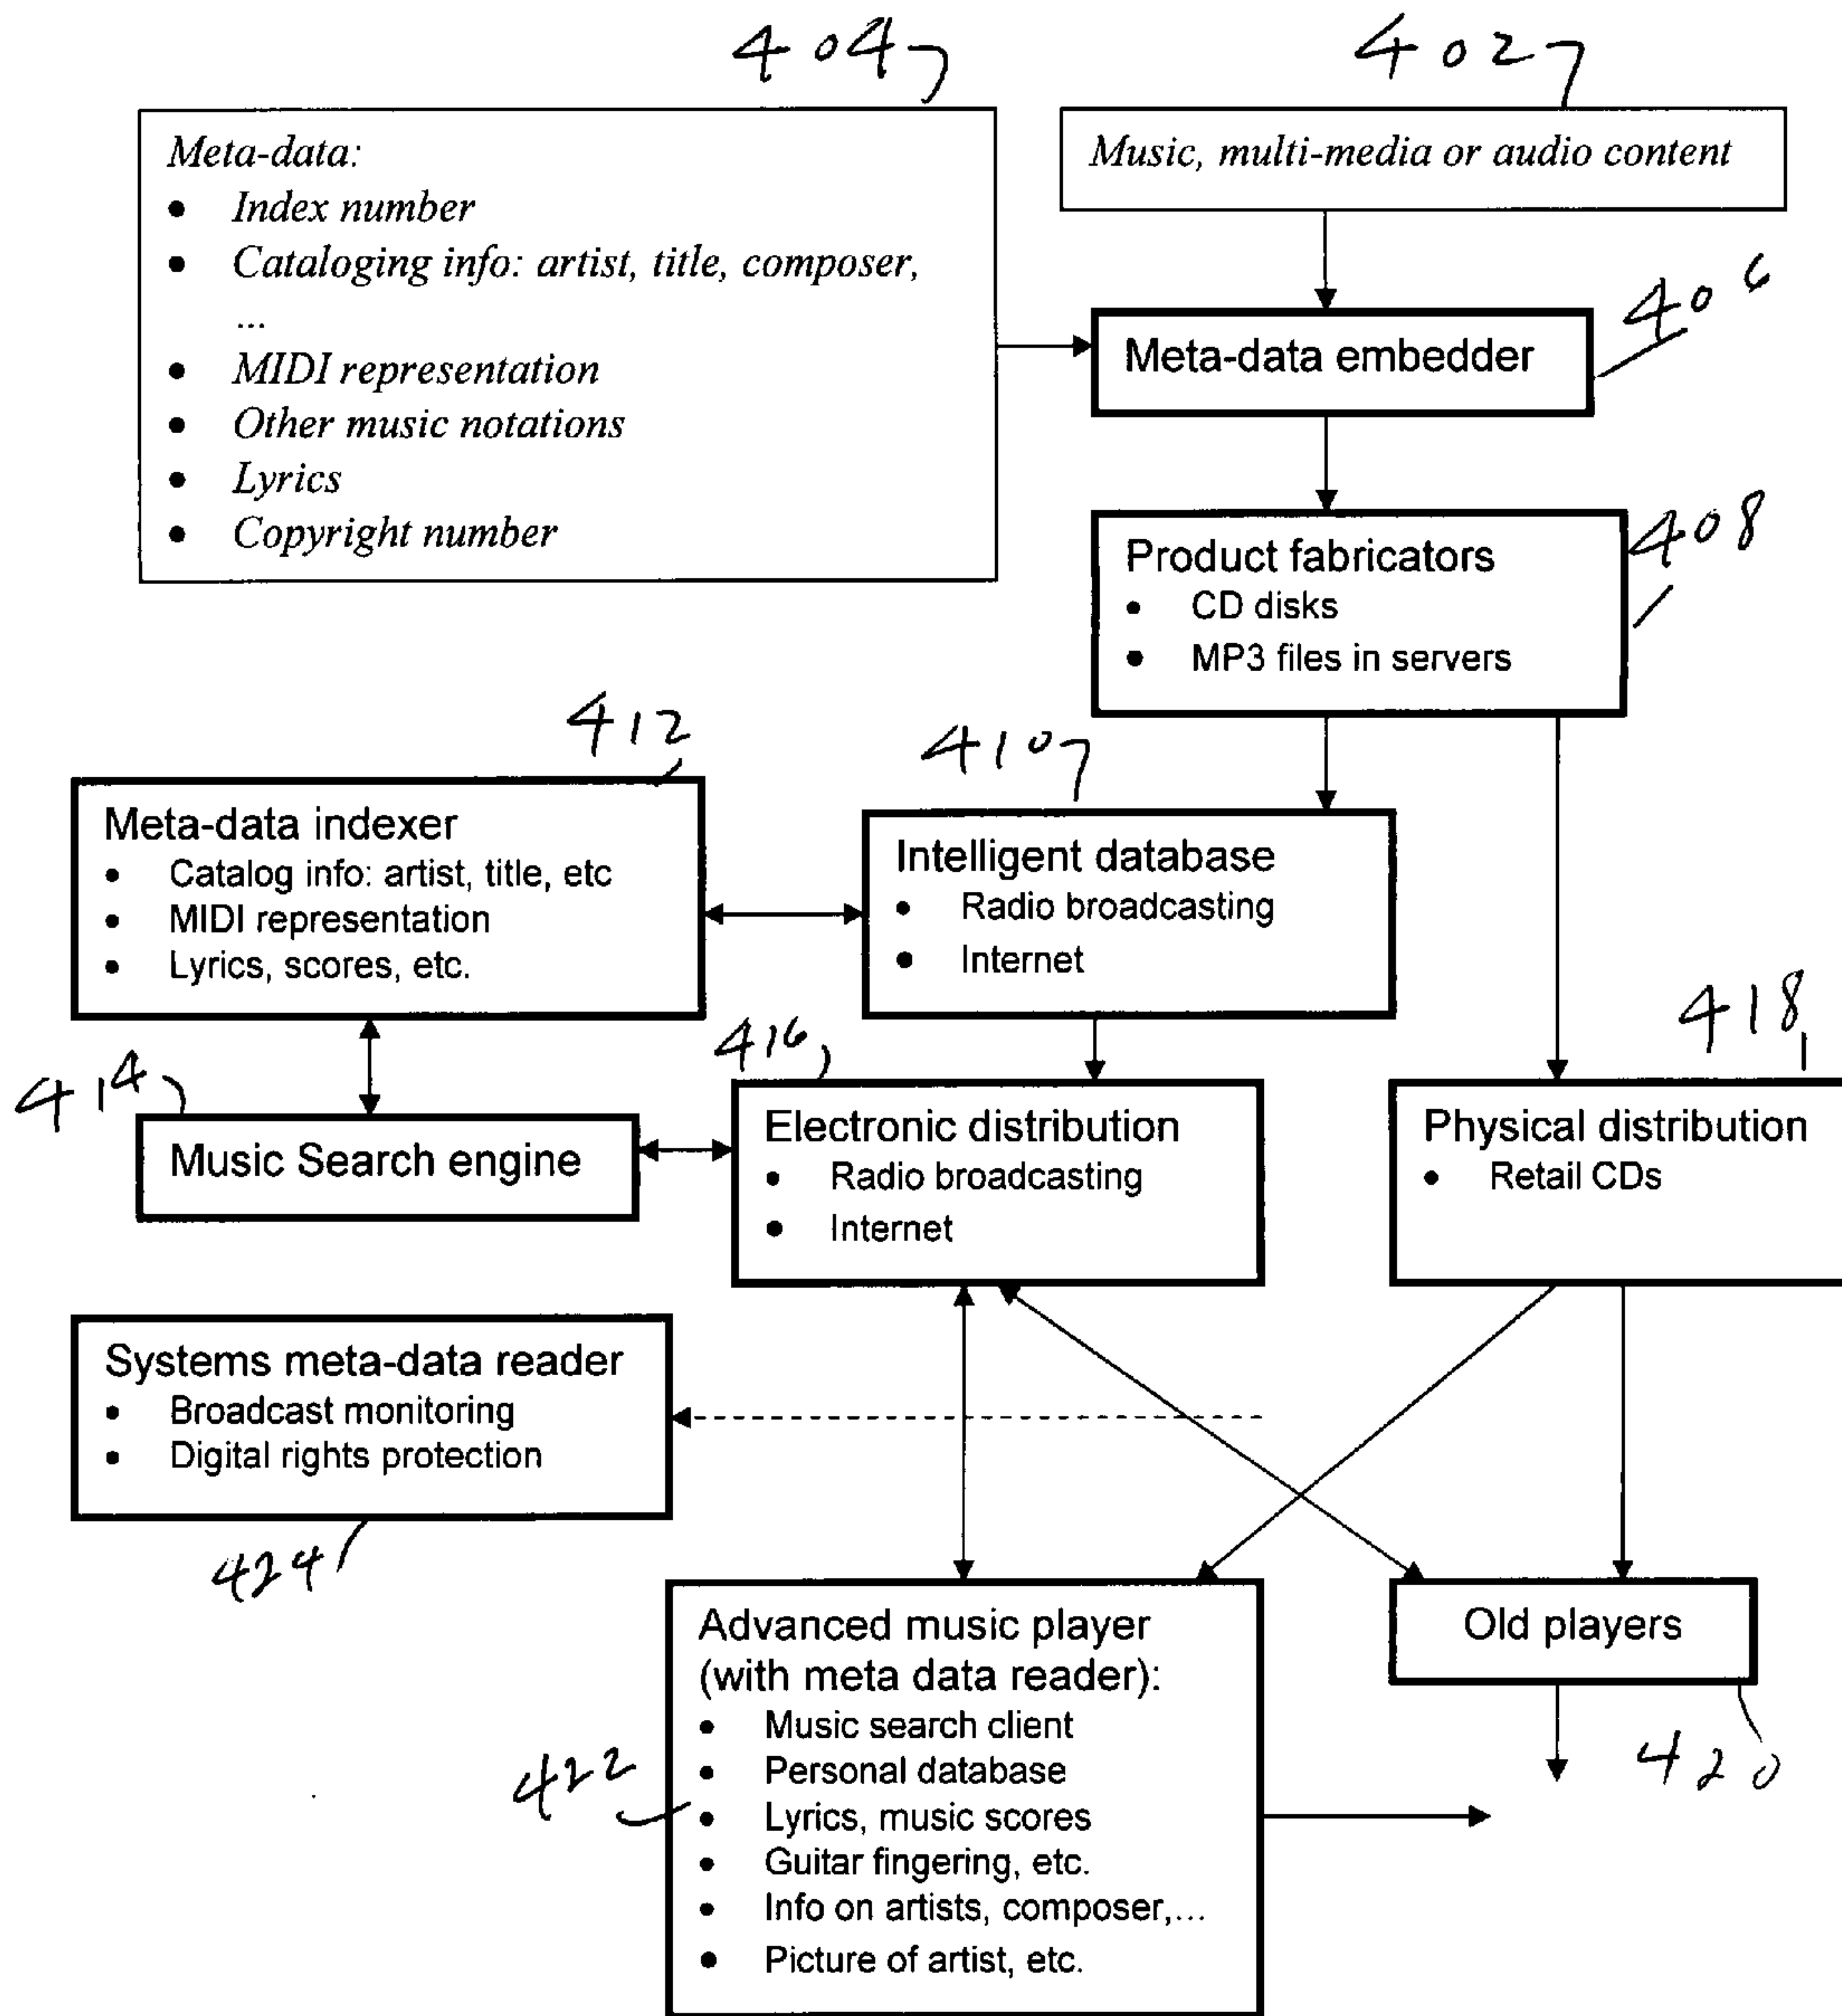 404
402
Meta-data:
• Index number
• Cataloging info: artist, title, composer,
...
• MIDI representation
• Other music notations
• Lyrics
• Copyright number
Music, multi-media or audio content
406
Meta-data embedder
408
Product fabricators
• CD disks
• MP3 files in servers
412
410
Meta-data indexer
• Catalog info: artist, title, etc
• MIDI representation
• Lyrics, scores, etc.
Intelligent database
• Radio broadcasting
• Internet
414
416
418
Music Search engine
Electronic distribution
• Radio broadcasting
• Internet
Physical distribution
• Retail CDs
Systems meta-data reader
• Broadcast monitoring
• Digital rights protection
424
Advanced music player
(with meta data reader):
• Music search client
• Personal database
• Lyrics, music scores
• Guitar fingering, etc.
• Info on artists, composer,...
• Picture of artist, etc.
422
Old players
420